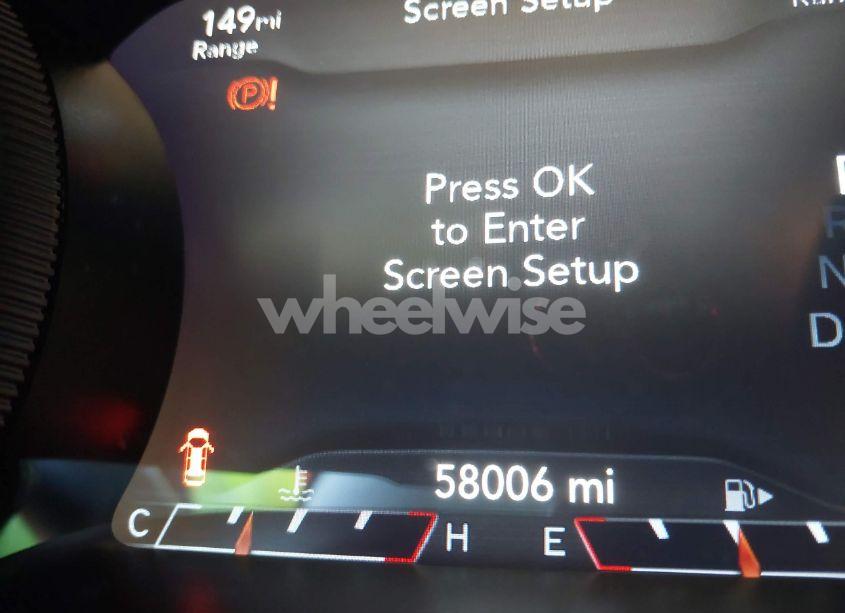 149mi
Range
Screen Setup
P !
Press OK
to Enter
Screen Setup
N
D
wheelwise
58006 mi
C
H
E